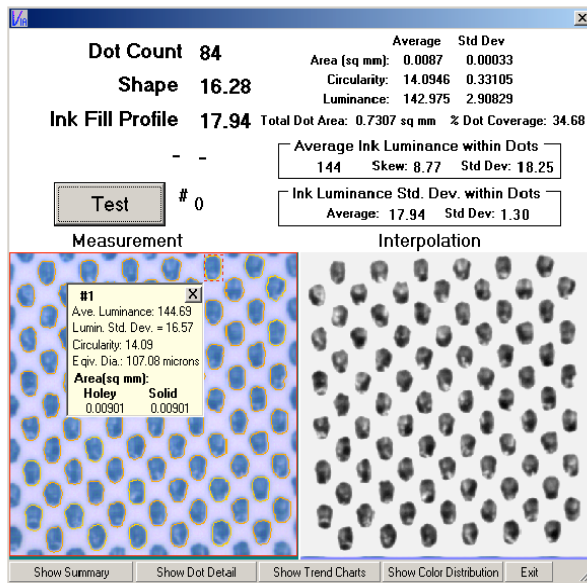 VIA
Dot Count 84
Shape 16.28
Ink Fill Profile 17.94
- -
Test # 0
Average Std Dev
Area (sq mm): 0.0087 0.00033
Circularity: 14.0946 0.33105
Luminance: 142.975 2.90829
Total Dot Area: 0.7307 sq mm % Dot Coverage: 34.68
Average Ink Luminance within Dots
144 Skew: 8.77 Std Dev: 18.25
Ink Luminance Std. Dev. within Dots
Average: 17.94 Std Dev: 1.30
Measurement
Interpolation
#1 X
Ave. Luminance: 144.69
Lumin. Std. Dev. = 16.57
Circularity: 14.09
Eqiv. Dia.: 107.08 microns
Area(sq mm):
Holey Solid
0.00901 0.00901
Show Summary Show Dot Detail Show Trend Charts Show Color Distribution Exit